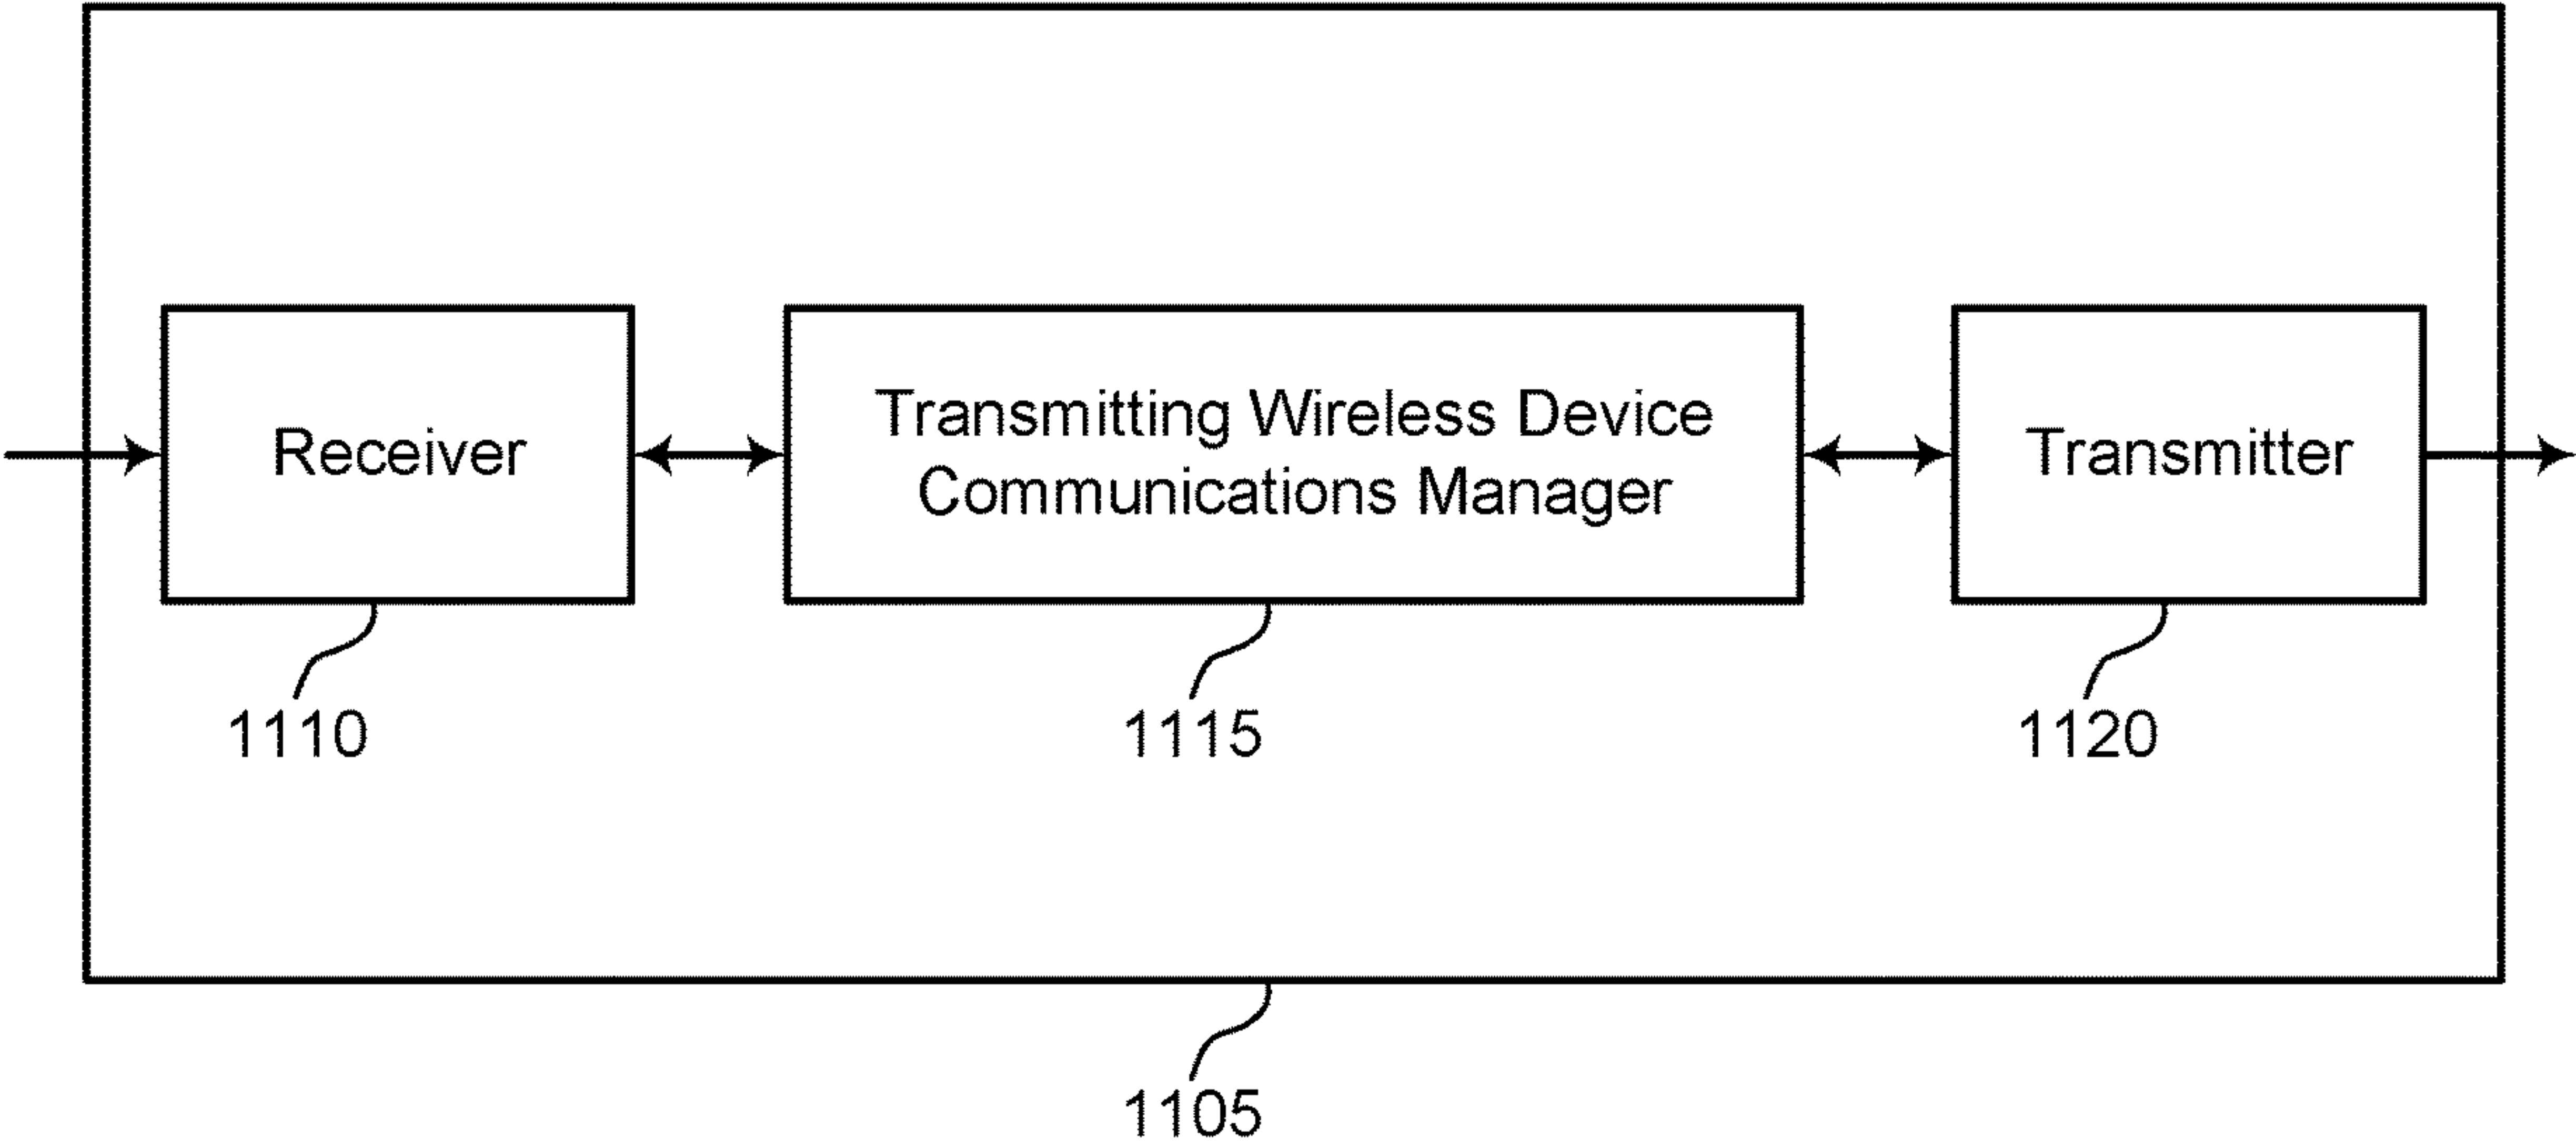 Receiver
Transmitting Wireless Device
Communications Manager
Transmitter
1110
1115
1120
1105